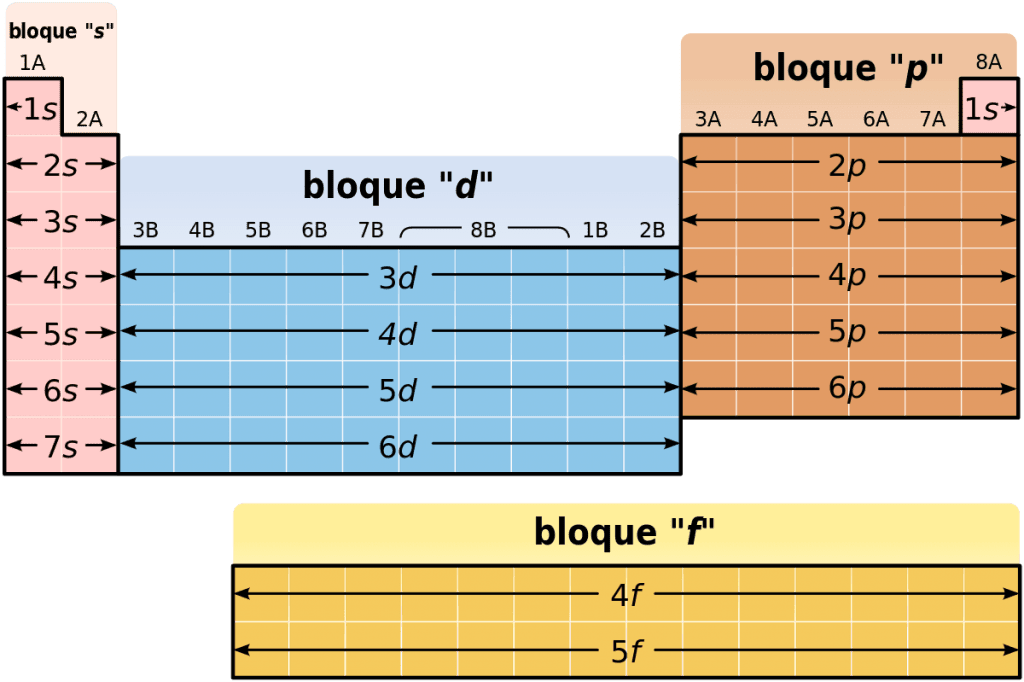 bloque "s"
1A
1s
2A
2s
3s
4s
5s
6s
7s
bloque "d"
3B 4B 5B 6B 7B 8B 1B 2B
3d
4d
5d
6d
bloque "p"
8A
1s
3A 4A 5A 6A 7A
2p
3p
4p
5p
6p
bloque "f"
4f
5f